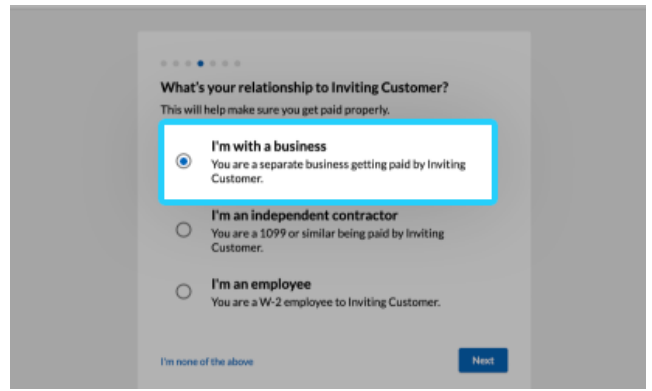 What's your relationship to Inviting Customer?
This will help make sure you get paid properly.
I'm with a business
You are a separate business getting paid by Inviting
Customer.
I'm an independent contractor
You are a 1099 or similar being paid by Inviting
Customer.
I'm an employee
You are a W-2 employee to Inviting Customer.
I'm none of the above
Next